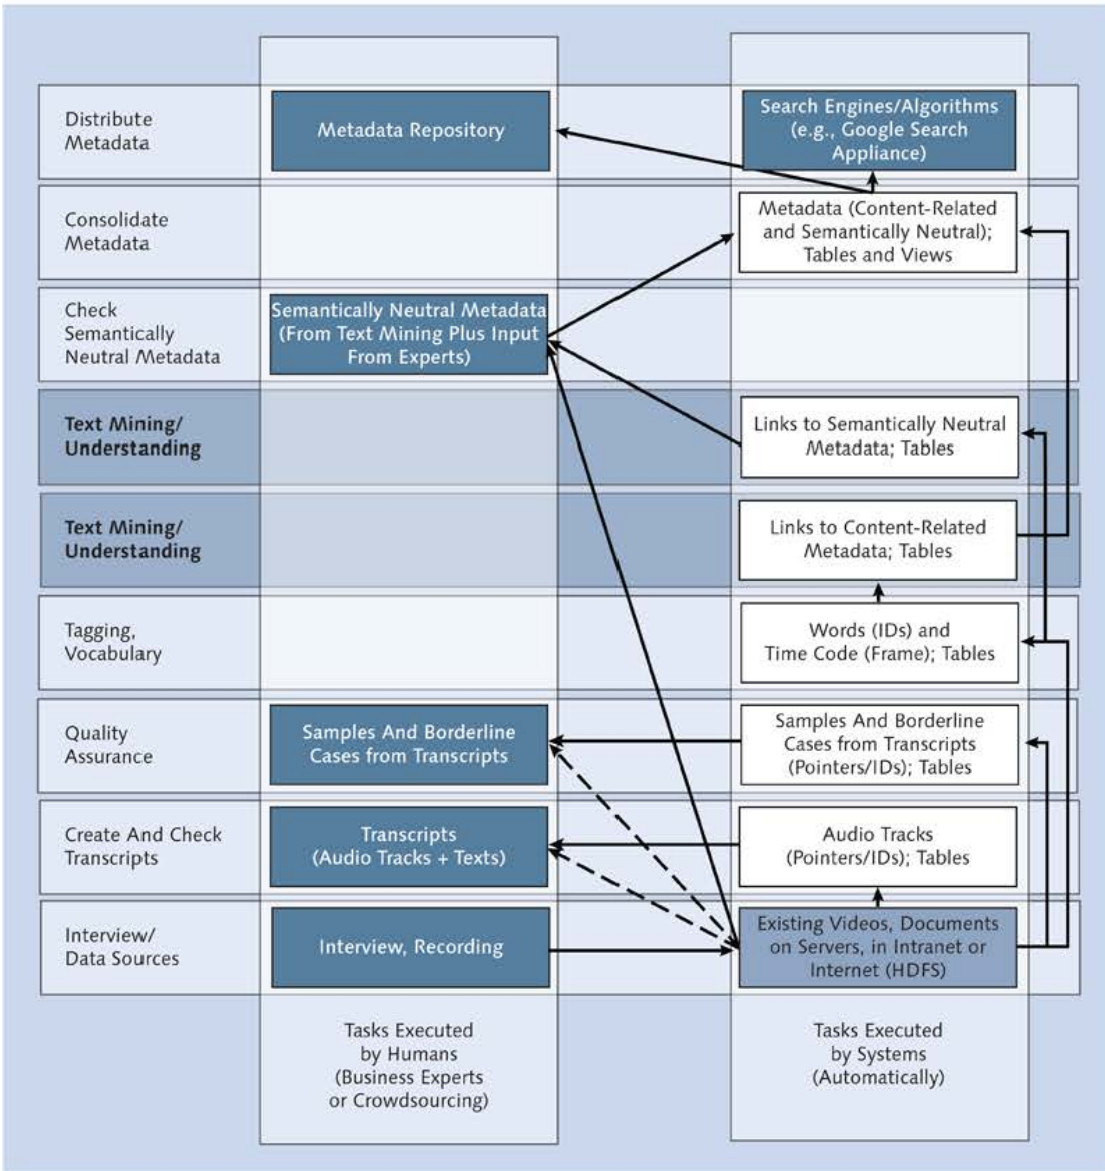 Distribute
Metadata
Metadata Repository
Search Engines/Algorithms
(e.g., Google Search
Appliance)
Consolidate
Metadata
Metadata (Content-Related
and Semantically Neutral);
Tables and Views
Check
Semantically
Neutral Metadata
Semantically Neutral Metadata
(From Text Mining Plus Input
From Experts)
Text Mining/
Understanding
Links to Semantically Neutral
Metadata; Tables
Text Mining/
Understanding
Links to Content-Related
Metadata; Tables
Tagging,
Vocabulary
Words (IDs) and
Time Code (Frame); Tables
Quality
Assurance
Samples And Borderline
Cases from Transcripts
Samples And Borderline
Cases from Transcripts
(Pointers/IDs); Tables
Create And Check
Transcripts
Transcripts
(Audio Tracks + Texts)
Audio Tracks
(Pointers/IDs); Tables
Interview/
Data Sources
Interview, Recording
Existing Videos, Documents
on Servers, in Intranet or
Internet (HDFS)
Tasks Executed
by Humans
(Business Experts
or Crowdsourcing)
Tasks Executed
by Systems
(Automatically)